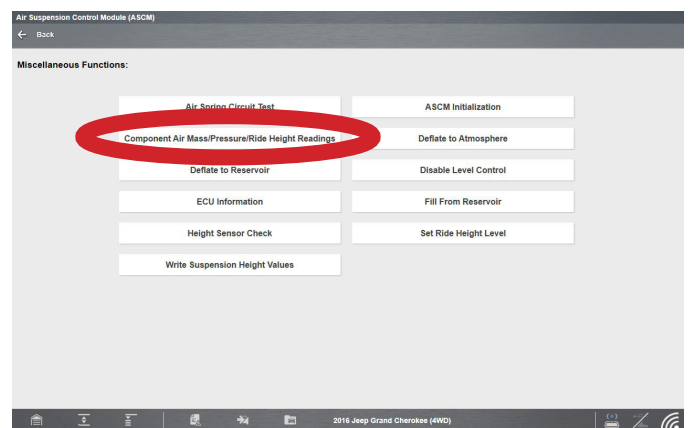 Air Suspension Control Module (ASCM)
Back
Miscellaneous Functions:
Air Spring Circuit Test
ASCM Initialization
Component Air Mass/Pressure/Ride Height Readings
Deflate to Atmosphere
Deflate to Reservoir
Disable Level Control
ECU Information
Fill From Reservoir
Height Sensor Check
Set Ride Height Level
Write Suspension Height Values
2016 Jeep Grand Cherokee (4WD)